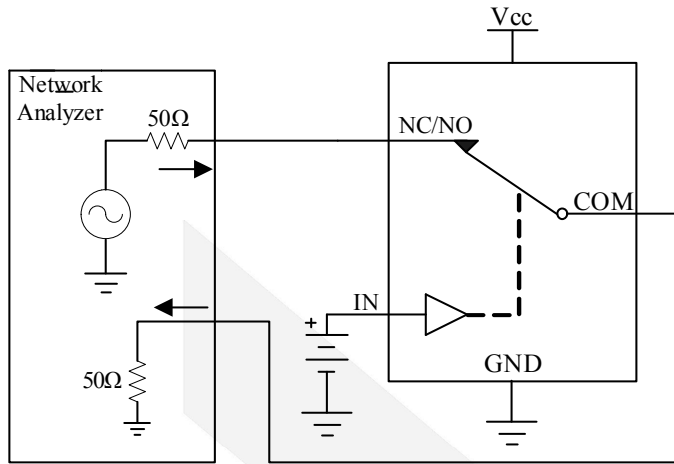 Vcc
Network
Analyzer
50Ω
NC/NO
COM
IN
+
50Ω
GND